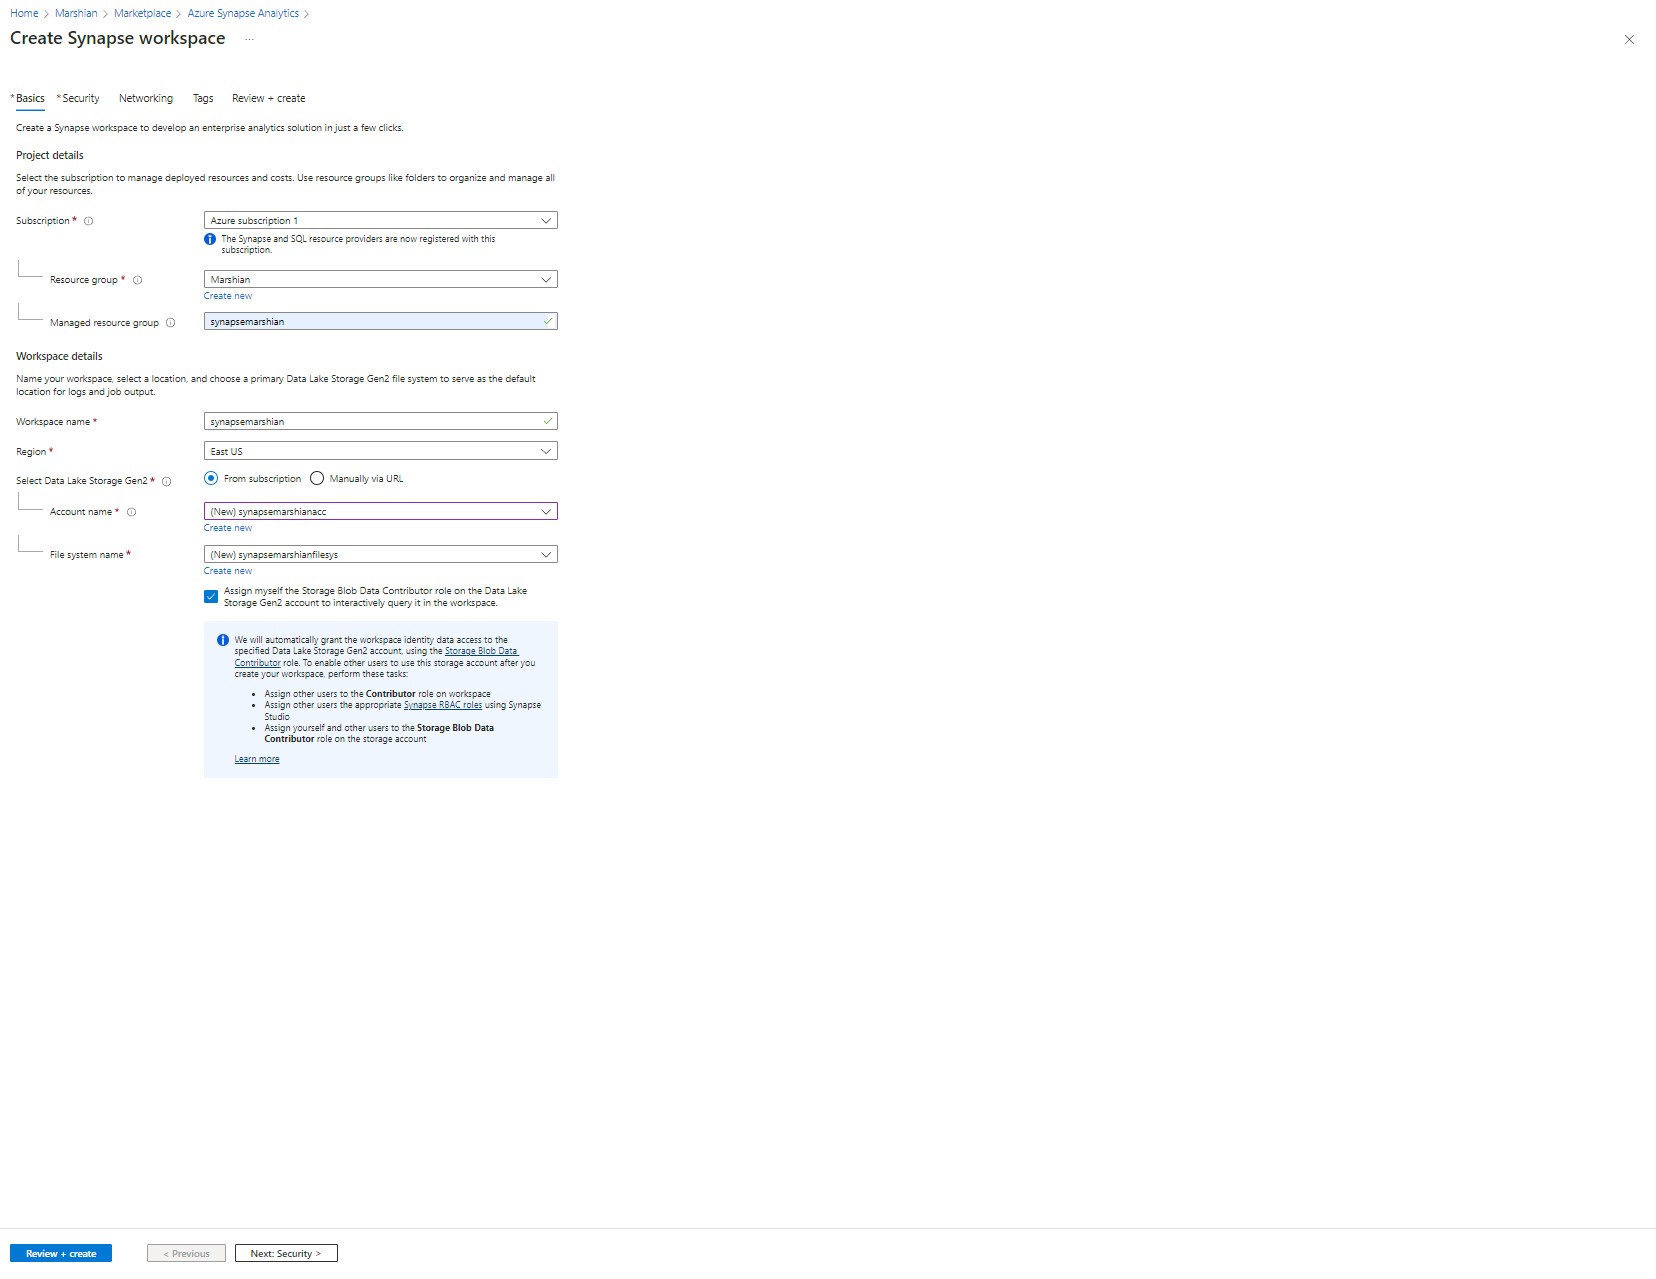 Home > Marshian > Marketplace > Azure Synapse Analytics >
Create Synapse workspace ...
* Basics * Security Networking Tags Review + create
Create a Synapse workspace to develop an enterprise analytics solution in just a few clicks.
Project details
Select the subscription to manage deployed resources and costs. Use resource groups like folders to organize and manage all
of your resources.
Subscription *
Azure subscription 1
The Synapse and SQL resource providers are now registered with this
subscription.
Resource group *
Marshian
Create new
Managed resource group
synapsemarshian
Workspace details
Name your workspace, select a location, and choose a primary Data Lake Storage Gen2 file system to serve as the default
location for logs and job output.
Workspace name *
synapsemarshian
Region *
East US
Select Data Lake Storage Gen2 *
From subscription Manually via URL
Account name *
(New) synapsemarshianacc
Create new
File system name *
(New) synapsemarshianfilesys
Create new
Assign myself the Storage Blob Data Contributor role on the Data Lake
Storage Gen2 account to interactively query it in the workspace.
We will automatically grant the workspace identity data access to the
specified Data Lake Storage Gen2 account, using the Storage Blob Data
Contributor role. To enable other users to use this storage account after you
create your workspace, perform these tasks:
• Assign other users to the Contributor role on workspace
• Assign other users the appropriate Synapse RBAC roles using Synapse
Studio
• Assign yourself and other users to the Storage Blob Data
Contributor role on the storage account
Learn more
Review + create < Previous Next: Security >